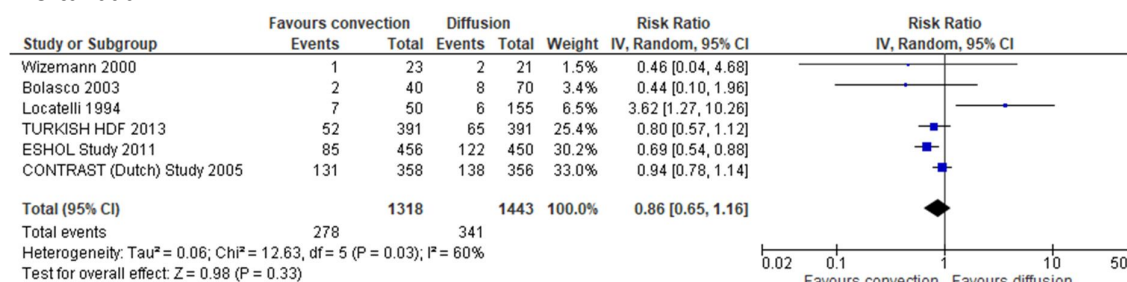 Favours convection Diffusion Risk Ratio Risk Ratio
Study or Subgroup Events Total Events Total Weight IV, Random, 95% CI IV, Random, 95% CI
Wizemann 2000 1 23 2 21 1.5% 0.46 [0.04, 4.68]
Bolasco 2003 2 40 8 70 3.4% 0.44 [0.10, 1.96]
Locatelli 1994 7 50 6 155 6.5% 3.62 [1.27, 10.26]
TURKISH HDF 2013 52 391 65 391 25.4% 0.80 [0.57, 1.12]
ESHOL Study 2011 85 456 122 450 30.2% 0.69 [0.54, 0.88]
CONTRAST (Dutch) Study 2005 131 358 138 356 33.0% 0.94 [0.78, 1.14]
Total (95% CI) 1318 1443 100.0% 0.86 [0.65, 1.16]
Total events 278 341
Heterogeneity: Tau² = 0.06; Chi² = 12.63, df = 5 (P = 0.03); I² = 60%
Test for overall effect: Z = 0.98 (P = 0.33)
0.02 0.1 1 10 50
Favours convection Favours diffusion